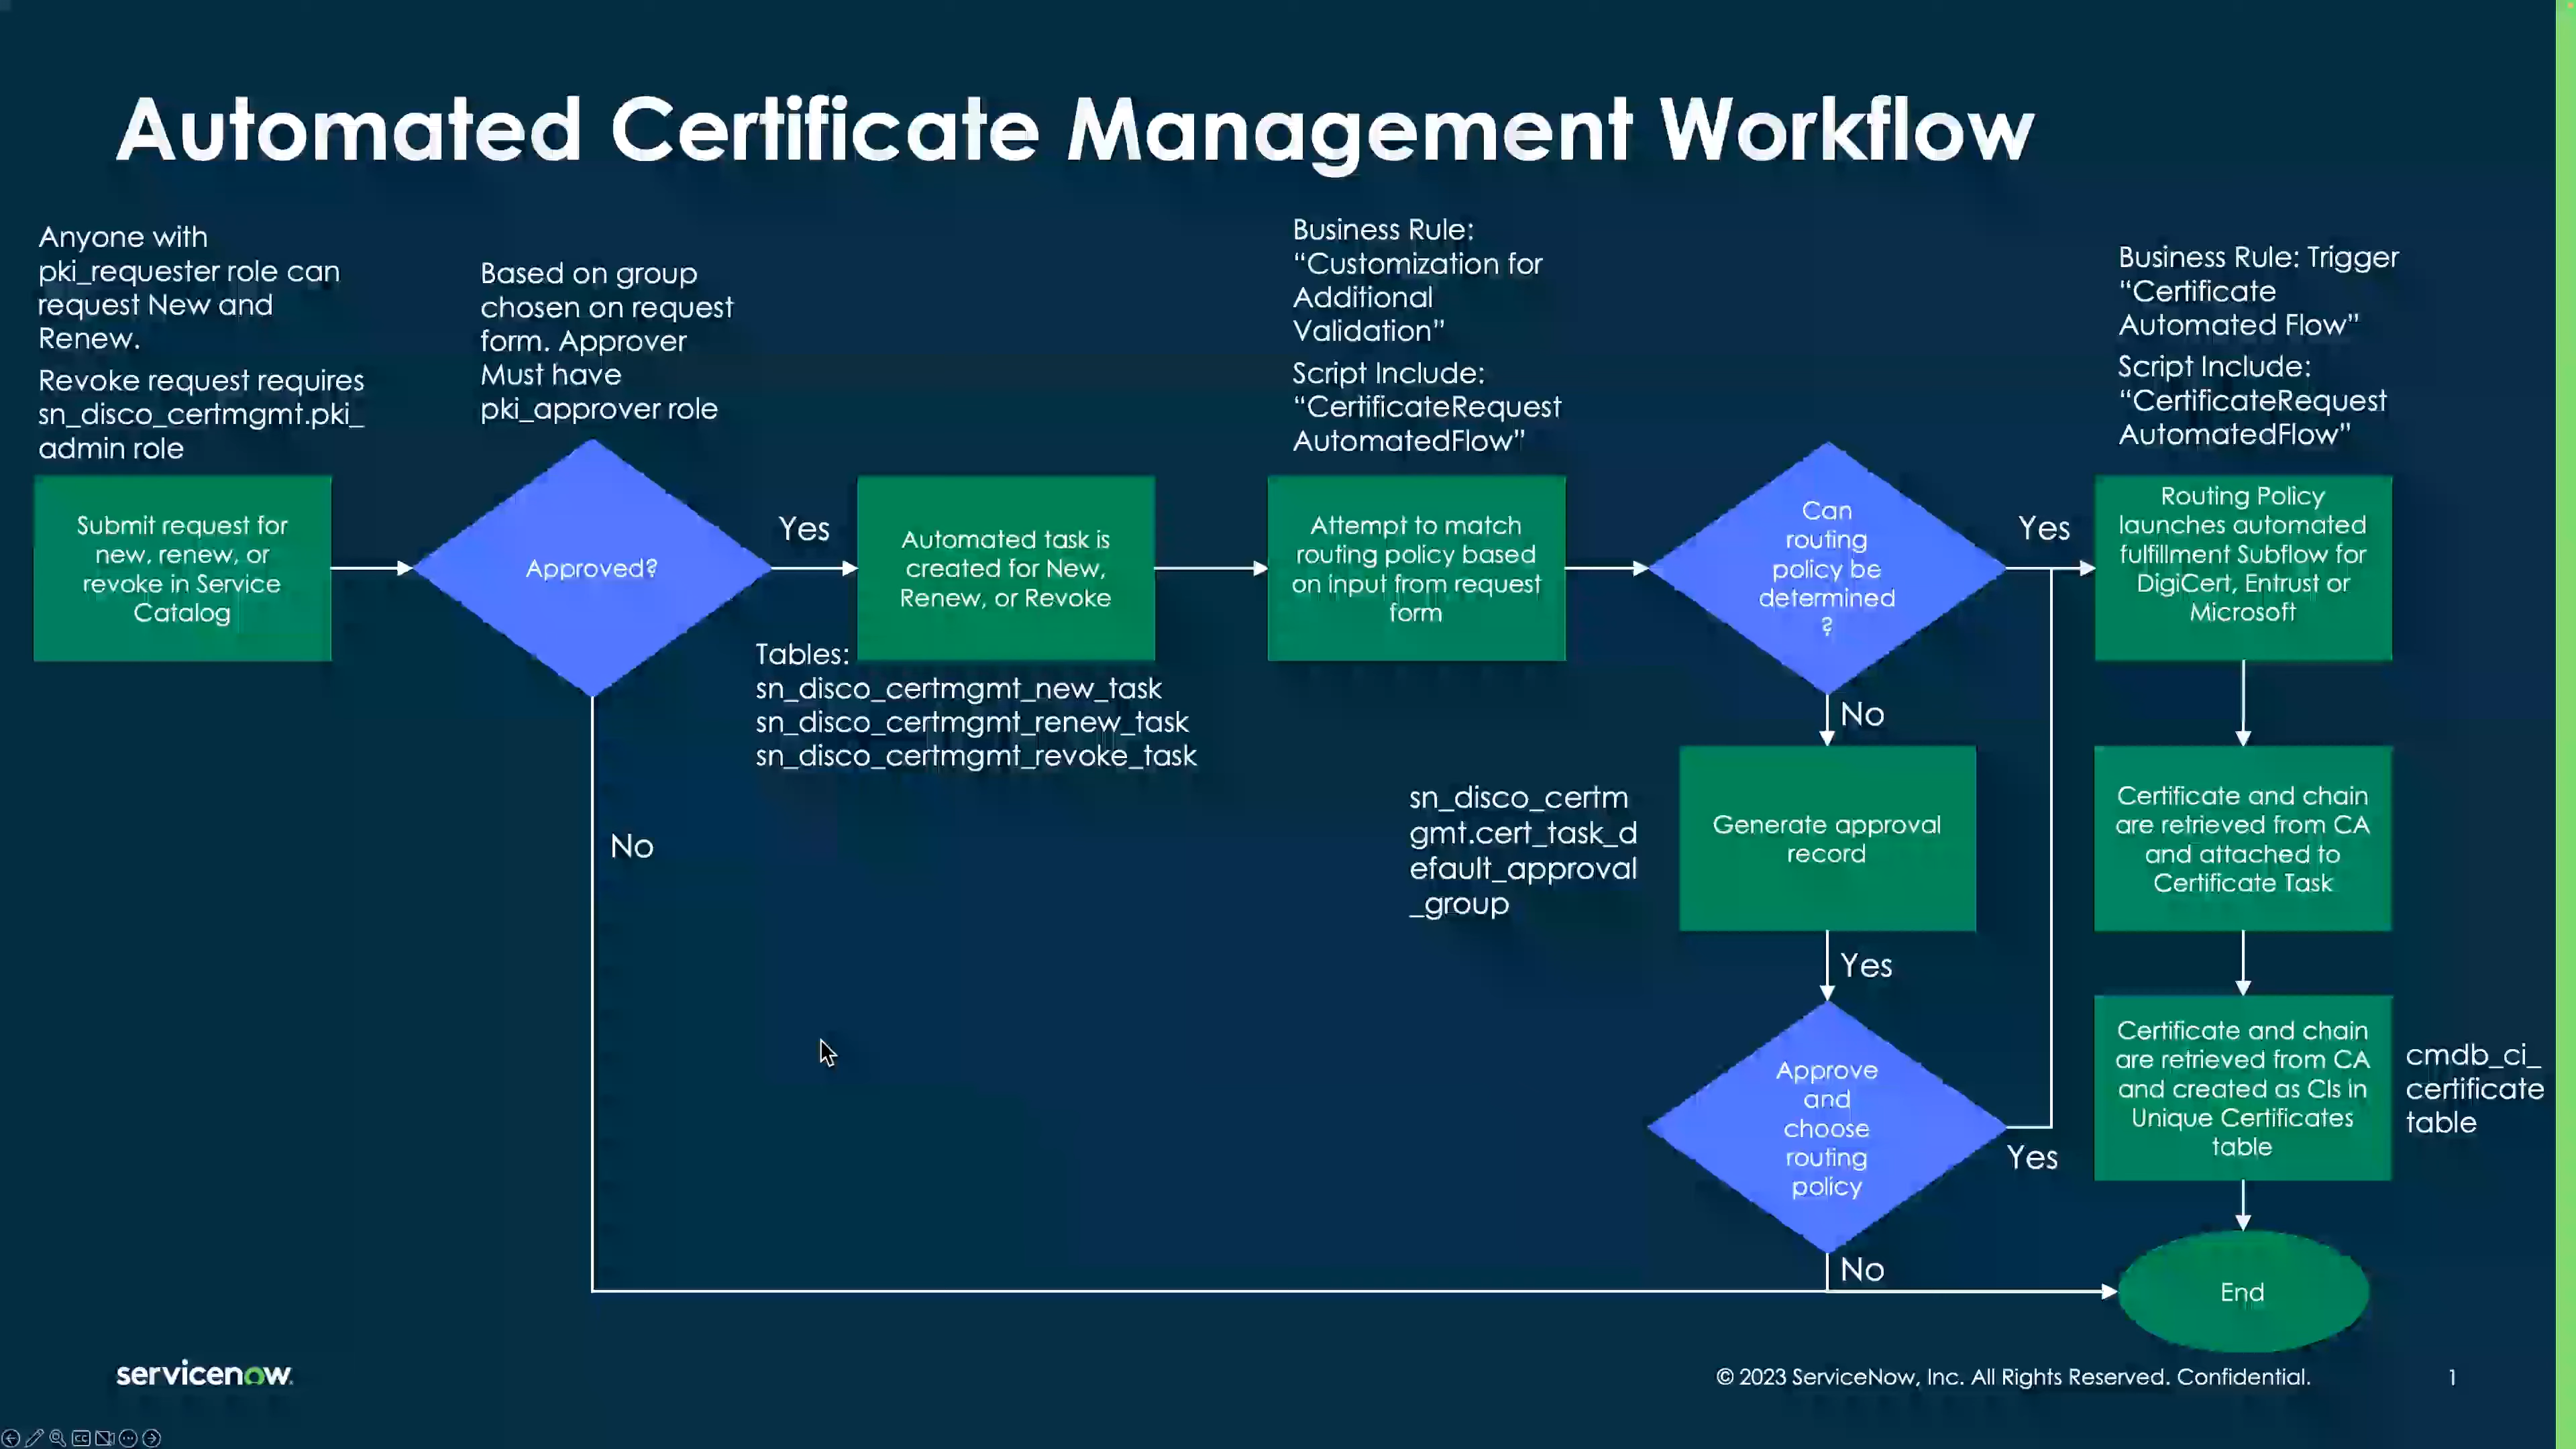 Automated Certificate Management Workflow
Anyone with
pki_requester role can
request New and
Renew.
Revoke request requires
sn_disco_certmgmt.pki_
admin role
Based on group
chosen on request
form. Approver
Must have
pki_approver role
Business Rule:
“Customization for
Additional
Validation”
Script Include:
“CertificateRequest
AutomatedFlow”
Business Rule: Trigger
“Certificate
Automated Flow”
Script Include:
“CertificateRequest
AutomatedFlow”
Submit request for
new, renew, or
revoke in Service
Catalog
Approved?
Yes
Automated task is
created for New,
Renew, or Revoke
Attempt to match
routing policy based
on input from request
form
Can
routing
policy be
determined
?
Yes
Routing Policy
launches automated
fulfillment Subflow for
DigiCert, Entrust or
Microsoft
Tables:
sn_disco_certmgmt_new_task
sn_disco_certmgmt_renew_task
sn_disco_certmgmt_revoke_task
No
No
sn_disco_certm
gmt.cert_task_d
efault_approval
_group
Generate approval
record
Certificate and chain
are retrieved from CA
and attached to
Certificate Task
Yes
Approve
and
choose
routing
policy
Yes
Certificate and chain
are retrieved from CA
and created as CIs in
Unique Certificates
table
cmdb_ci_
certificate
table
No
End
servicenow.
© 2023 ServiceNow, Inc. All Rights Reserved. Confidential.
1
CC